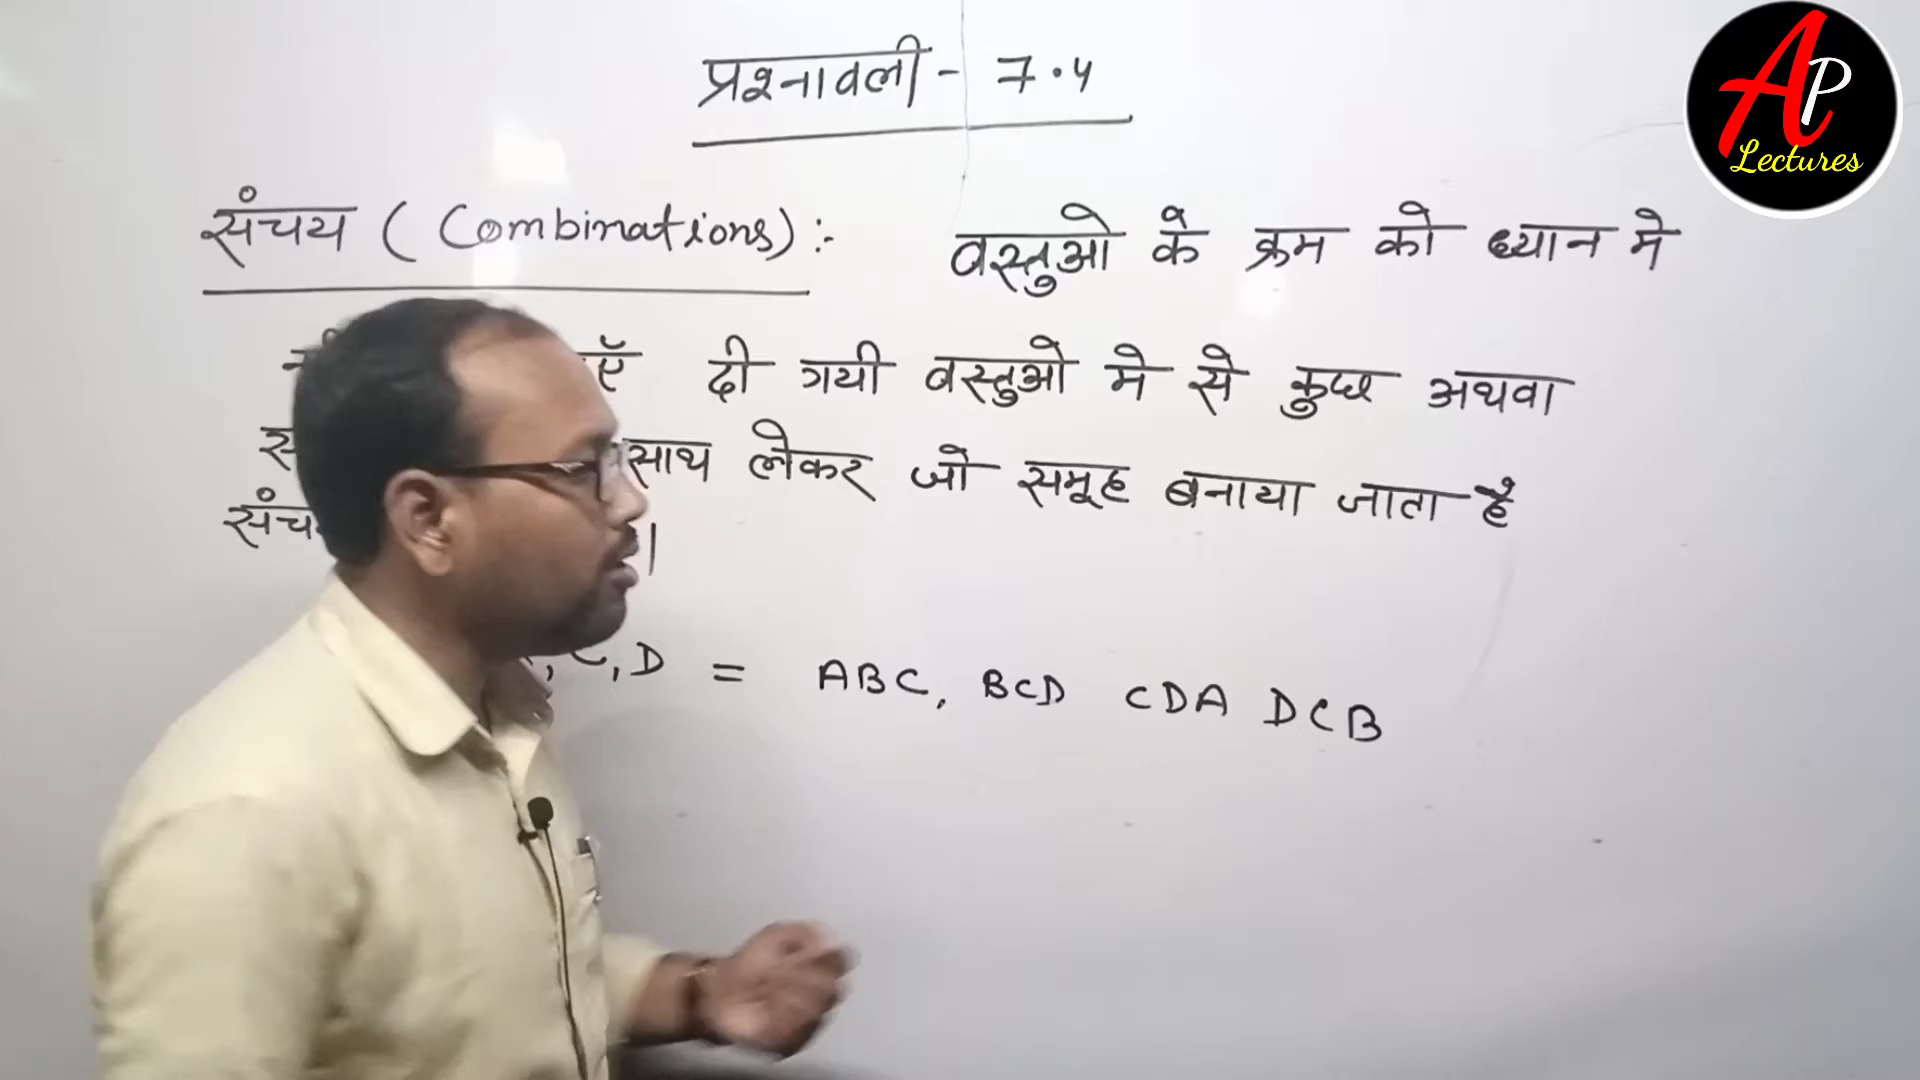 प्रश्नावली - 7.4
AP
Lectures
संचय ( Combinations) :- वस्तुओ के क्रम को ध्यान मे
दी गयी वस्तुओ मे से कुछ अथवा
साथ लेकर जो समूह बनाया जाता है
।
, D = ABC, BCD CDA DCB